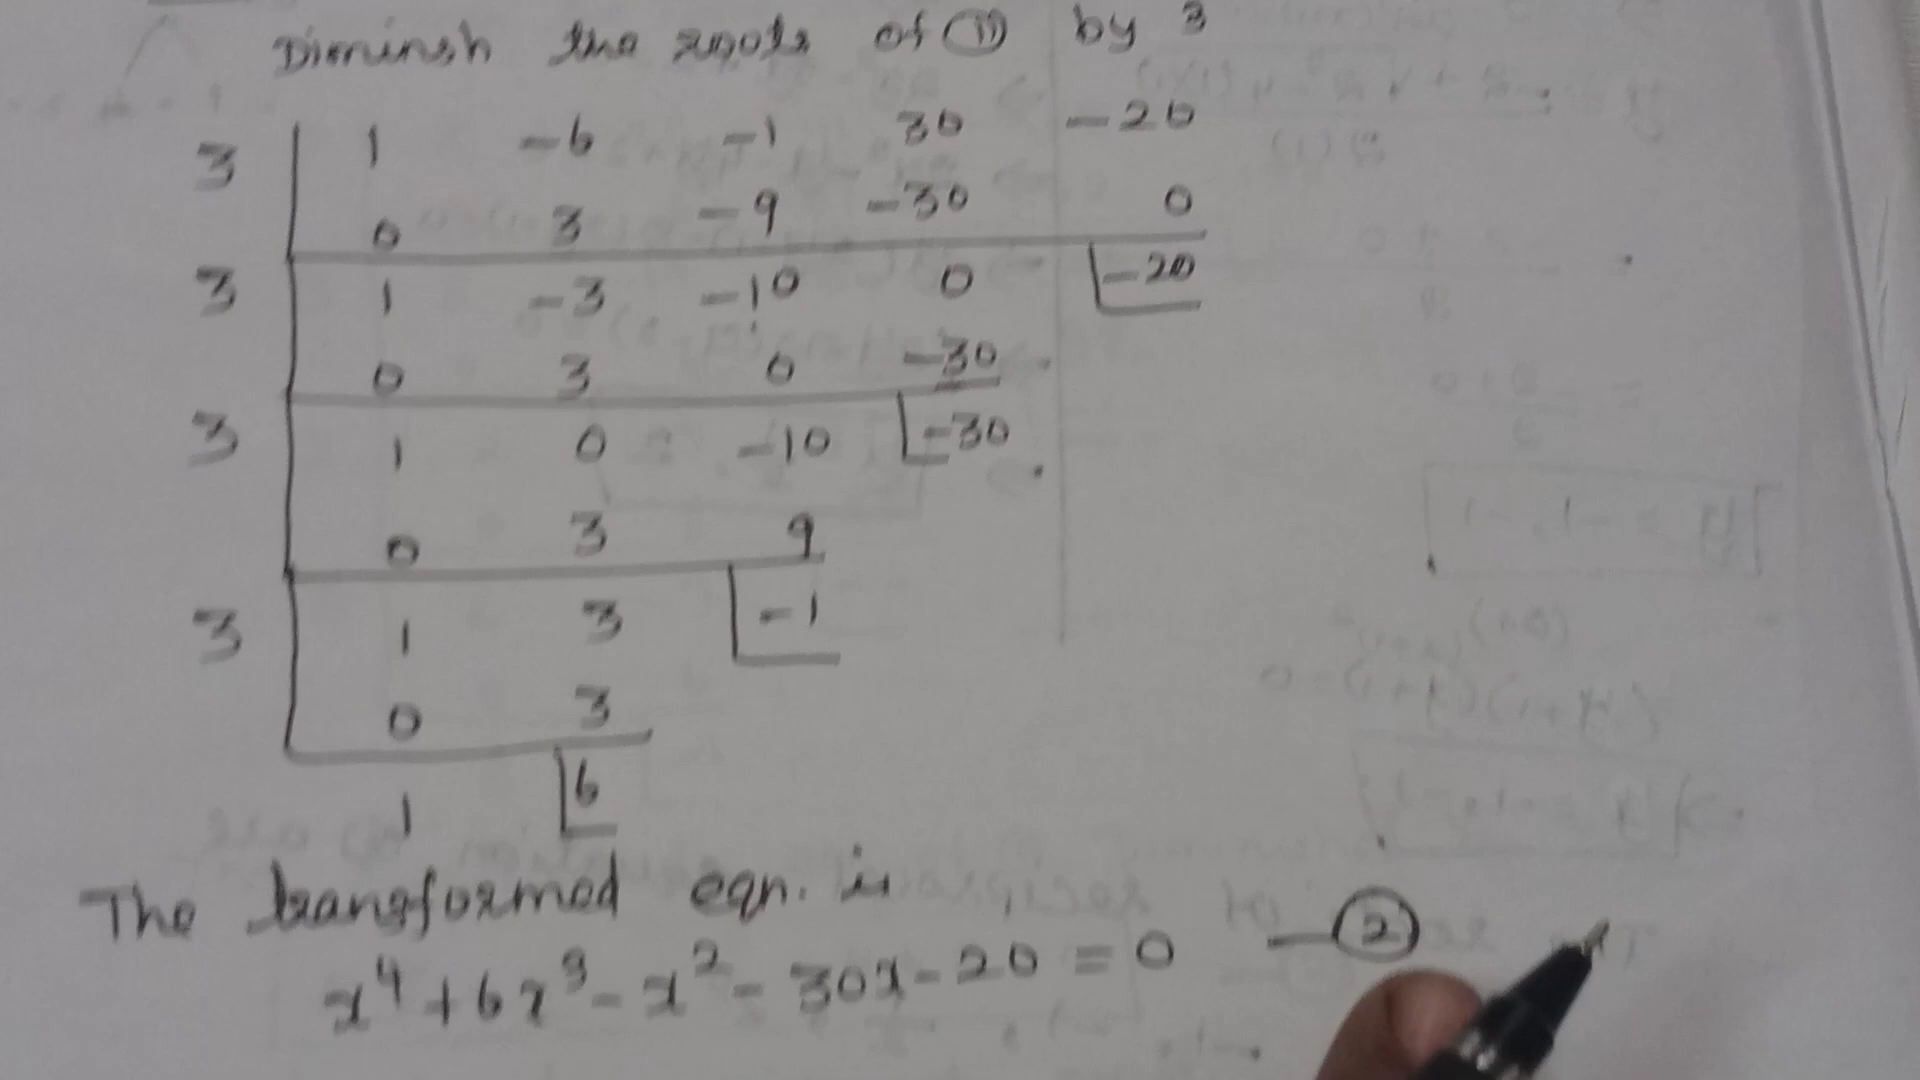 Diminsh the roots of (1) by 3
3 1 -6 -1 30 -20
0 3 -9 -30 0
3 1 -3 -10 0 -20
0 3 0 -30
3 1 0 -10 -30
0 3 9
3 1 3 -1
0 3
1 6
The transformed eqn. is
x⁴+6x³-x²-30x-20=0 —②